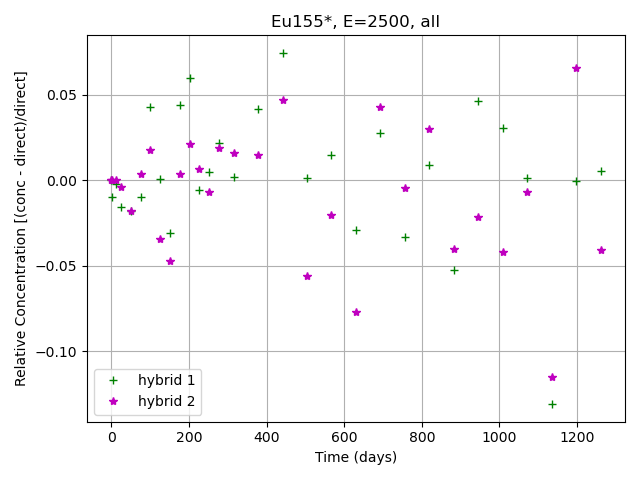 Eu155*, E=2500, all
Relative Concentration [(conc - direct)/direct]
0.05
0.00
−0.05
−0.10
hybrid 1
hybrid 2
0 200 400 600 800 1000 1200
Time (days)